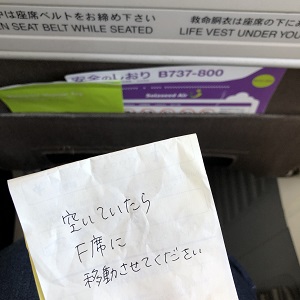 は座席ベルトをお締め下さい
N SEAT BELT WHILE SEATED
救命胴衣は座席の下に
LIFE VEST UNDER YOU
安全のしおり B737-800
Solaseed Air
空いていたら
F席に
移動させてください